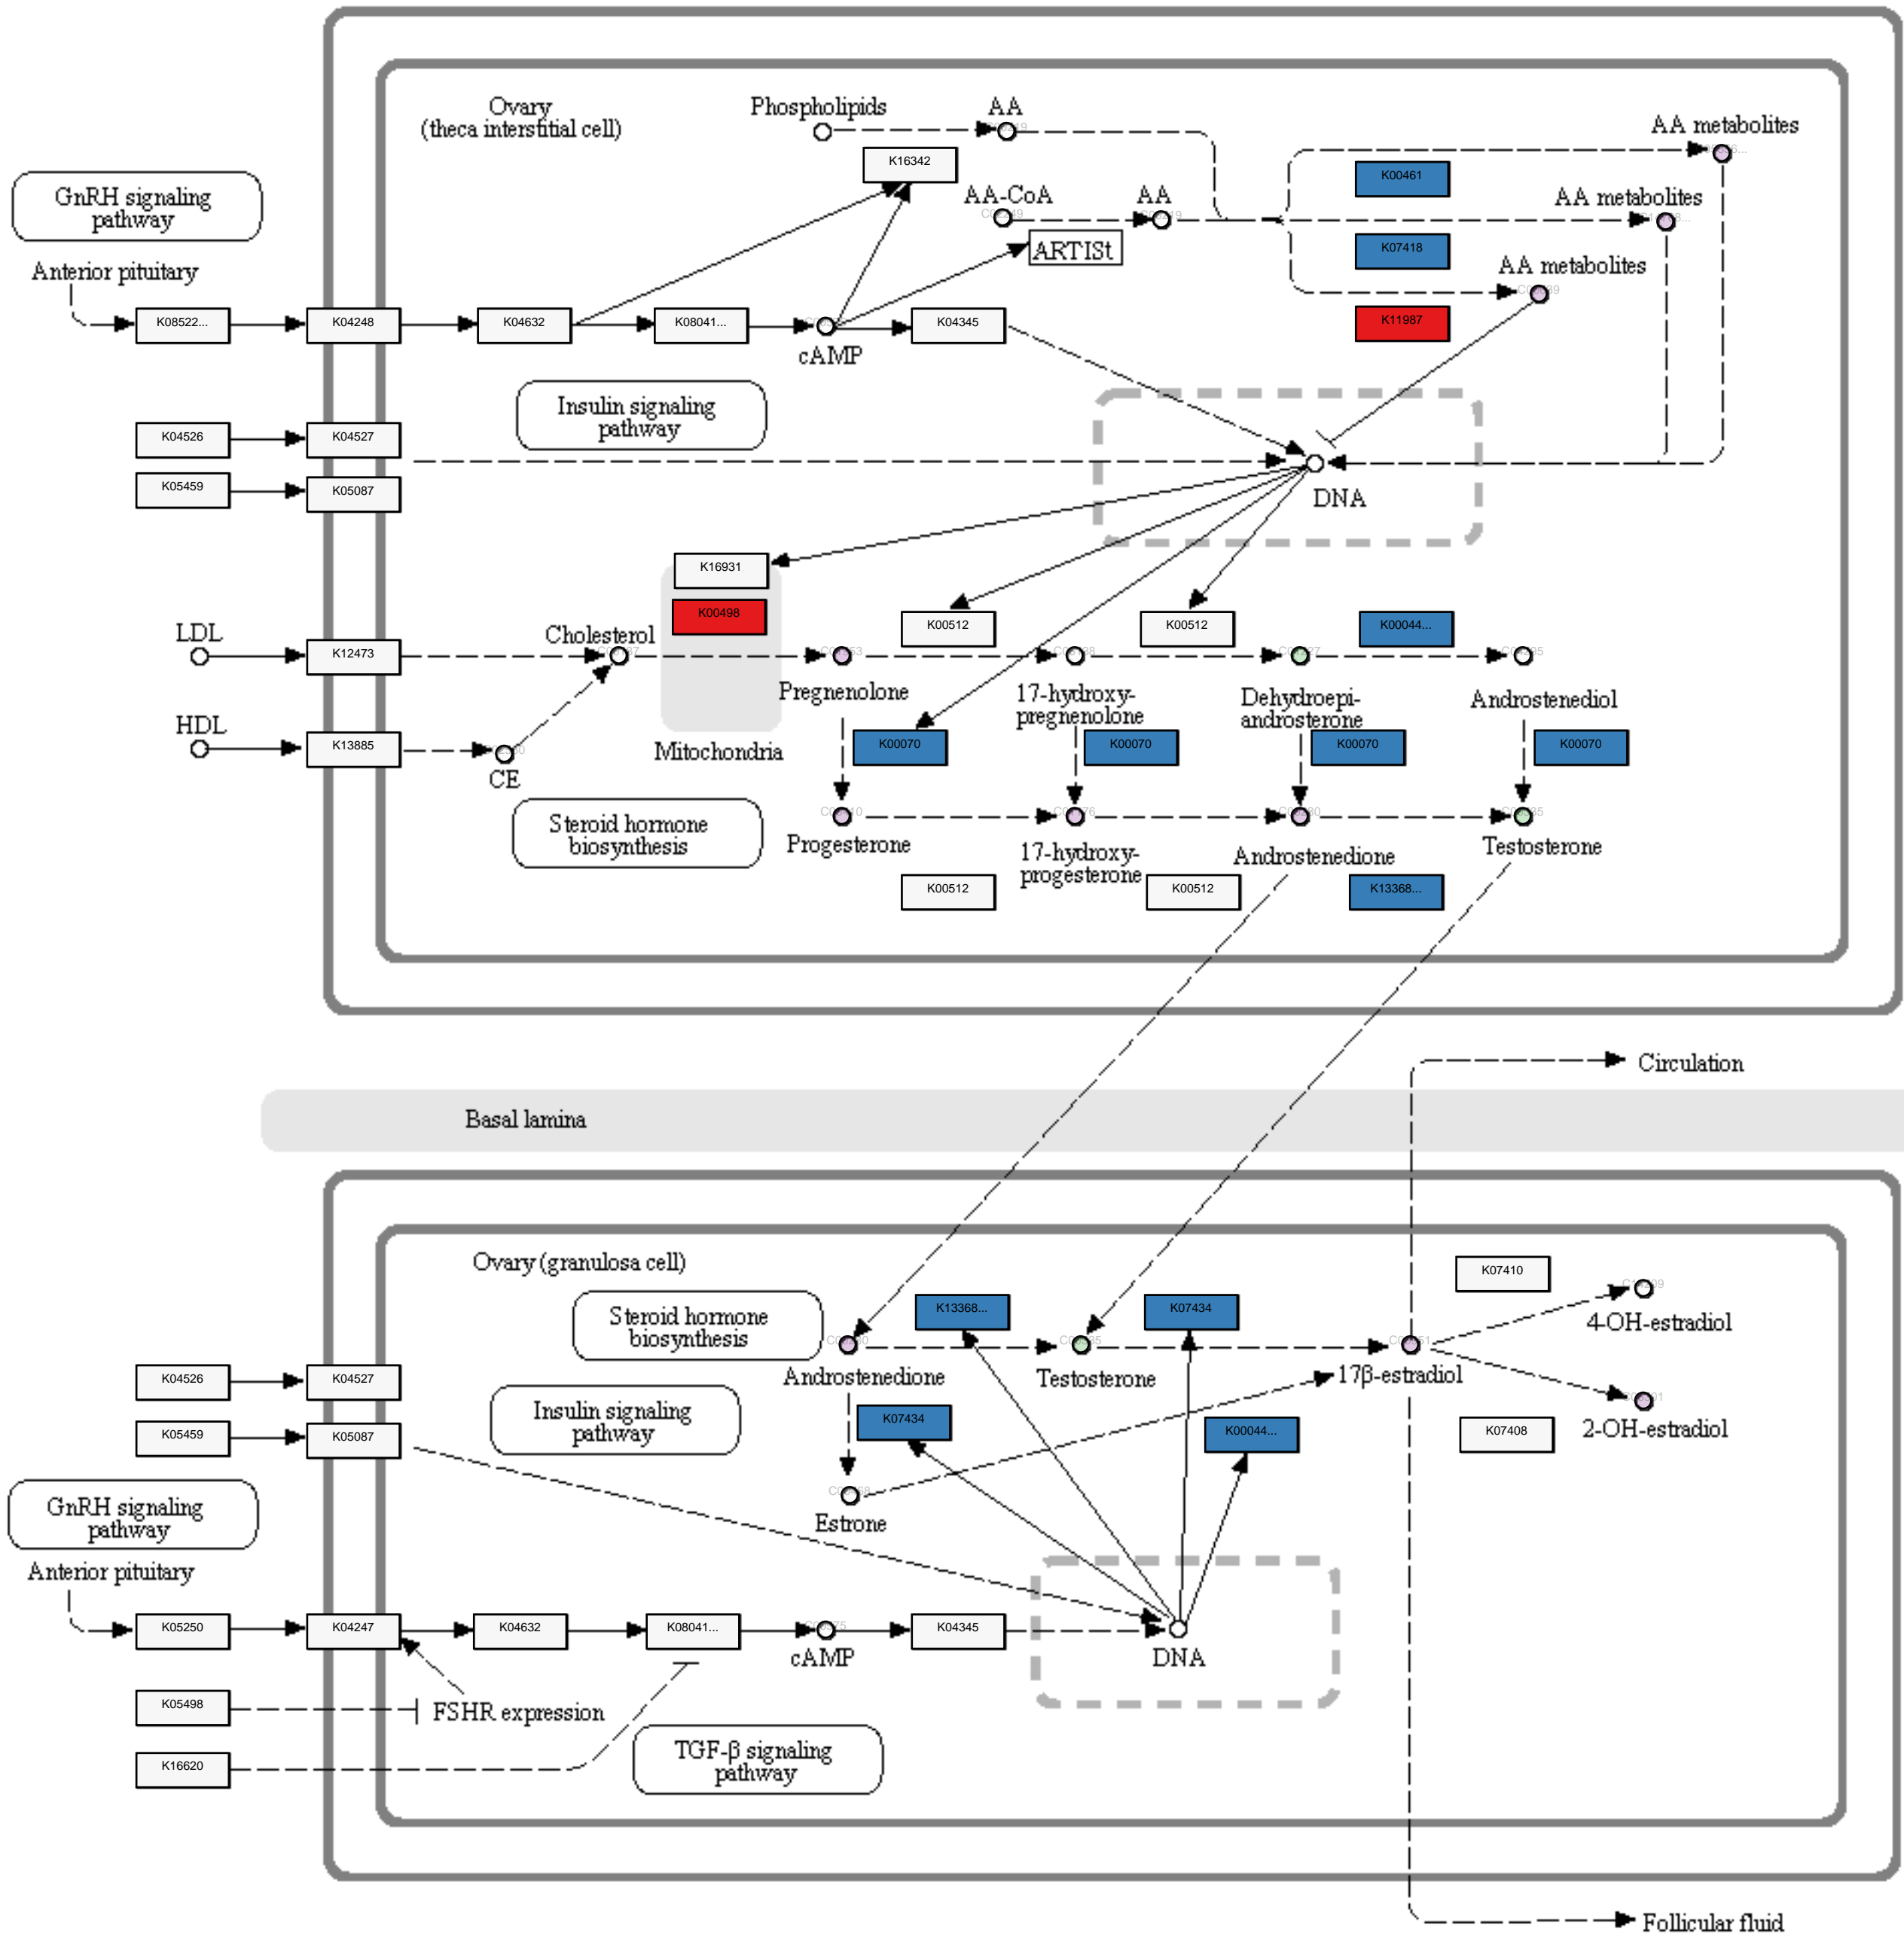 Ovary
(theca interstitial cell)
Phospholipids
AA
AA metabolites
K16342
K00461
GnRH signaling
pathway
AA-CoA
AA
AA metabolites
ARTISt
K07418
Anterior pituitary
AA metabolites
K08522...
K04248
K04632
K08041...
cAMP
K04345
K11987
Insulin signaling
pathway
K04526
K04527
K05459
K05087
DNA
K16931
K00498
K00512
K00512
K00044...
LDL
K12473
Cholesterol
Pregnenolone
17-hydroxy-
pregnenolone
Dehydroepi-
androsterone
Androstenediol
HDL
K13885
CE
Mitochondria
K00070
K00070
K00070
K00070
Steroid hormone
biosynthesis
Progesterone
17-hydroxy-
progesterone
Androstenedione
Testosterone
K00512
K00512
K13368...
Circulation
Basal lamina
Ovary (granulosa cell)
K07410
Steroid hormone
biosynthesis
K13368...
K07434
4-OH-estradiol
K04526
K04527
Androstenedione
Testosterone
17β-estradiol
Insulin signaling
pathway
K07434
K00044...
K07408
2-OH-estradiol
K05459
K05087
GnRH signaling
pathway
Estrone
Anterior pituitary
K05250
K04247
K04632
K08041...
cAMP
K04345
DNA
K05498
FSHR expression
K16620
TGF-β signaling
pathway
Follicular fluid